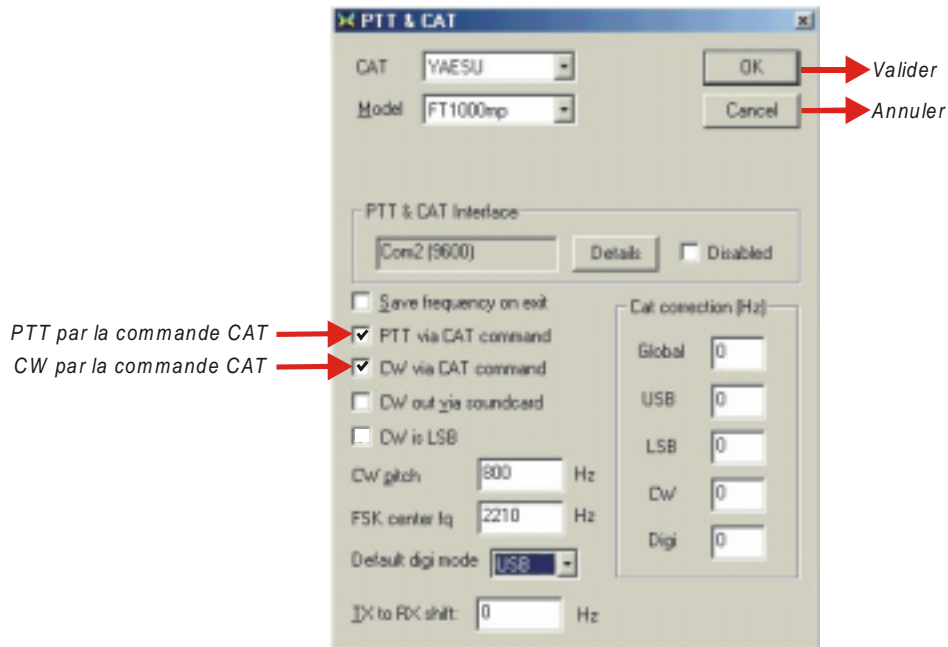 PTT & CAT
CAT YAESU OK Valider
Model FT1000mp Cancel Annuler
PTT & CAT Interface
Com2 (9600) Details Disabled
Save frequency on exit Cat correction (Hz)
PTT par la commande CAT PTT via CAT command Global 0
CW par la commande CAT CW via CAT command
CW out via soundcard USB 0
CW is LSB LSB 0
CW pitch 800 Hz
CW 0
FSK center fq 2210 Hz
Digi 0
Default digi mode USB
TX to RX shift: 0 Hz